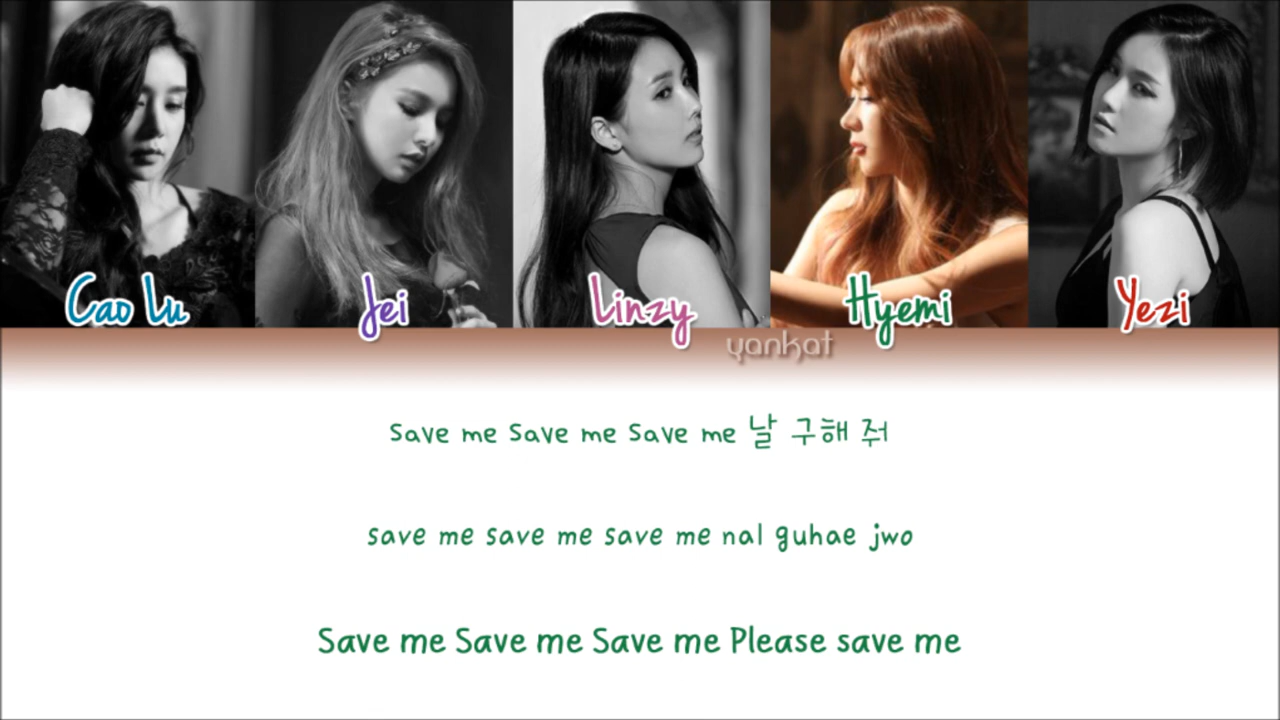 Cao Lu
Jei
Linzy
Hyemi
Yezi
yankat
Save me Save me Save me 날 구해 줘
save me save me save me nal guhae jwo
Save me Save me Save me Please save me